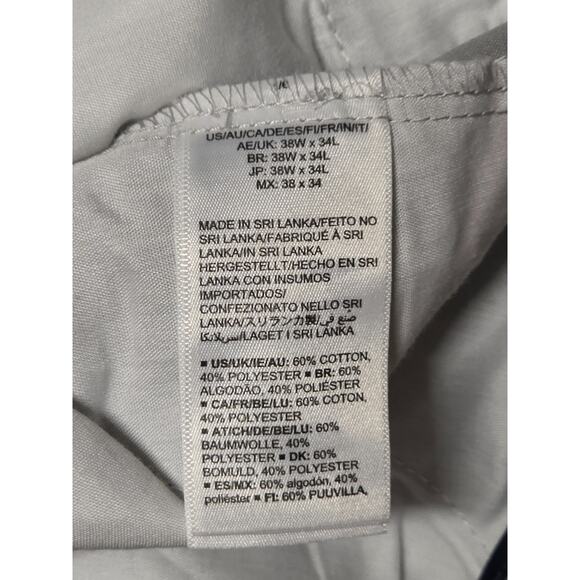 US/AU/CA/DE/ES/FI/FR/IN/IT/
AE/UK: 38W x 34L
BR: 38W x 34L
JP: 38W x 34L
MX: 38 x 34
MADE IN SRI LANKA/FEITO NO
SRI LANKA/FABRIQUÉ À SRI
LANKA/IN SRI LANKA
HERGESTELLT/HECHO EN SRI
LANKA CON INSUMOS
IMPORTADOS/
CONFEZIONATO NELLO SRI
LANKA/スリランカ製/صنع في
سريلانكا/LAGET I SRI LANKA
▪ US/UK/IE/AU: 60% COTTON,
40% POLYESTER ▪ BR: 60%
ALGODÃO, 40% POLIÉSTER
▪ CA/FR/BE/LU: 60% COTON,
40% POLYESTER
▪ AT/CH/DE/BE/LU: 60%
BAUMWOLLE, 40%
POLYESTER ▪ DK: 60%
BOMULD, 40% POLYESTER
▪ ES/MX: 60% algodón, 40%
poliéster ▪ FI: 60% PUUVILLA,